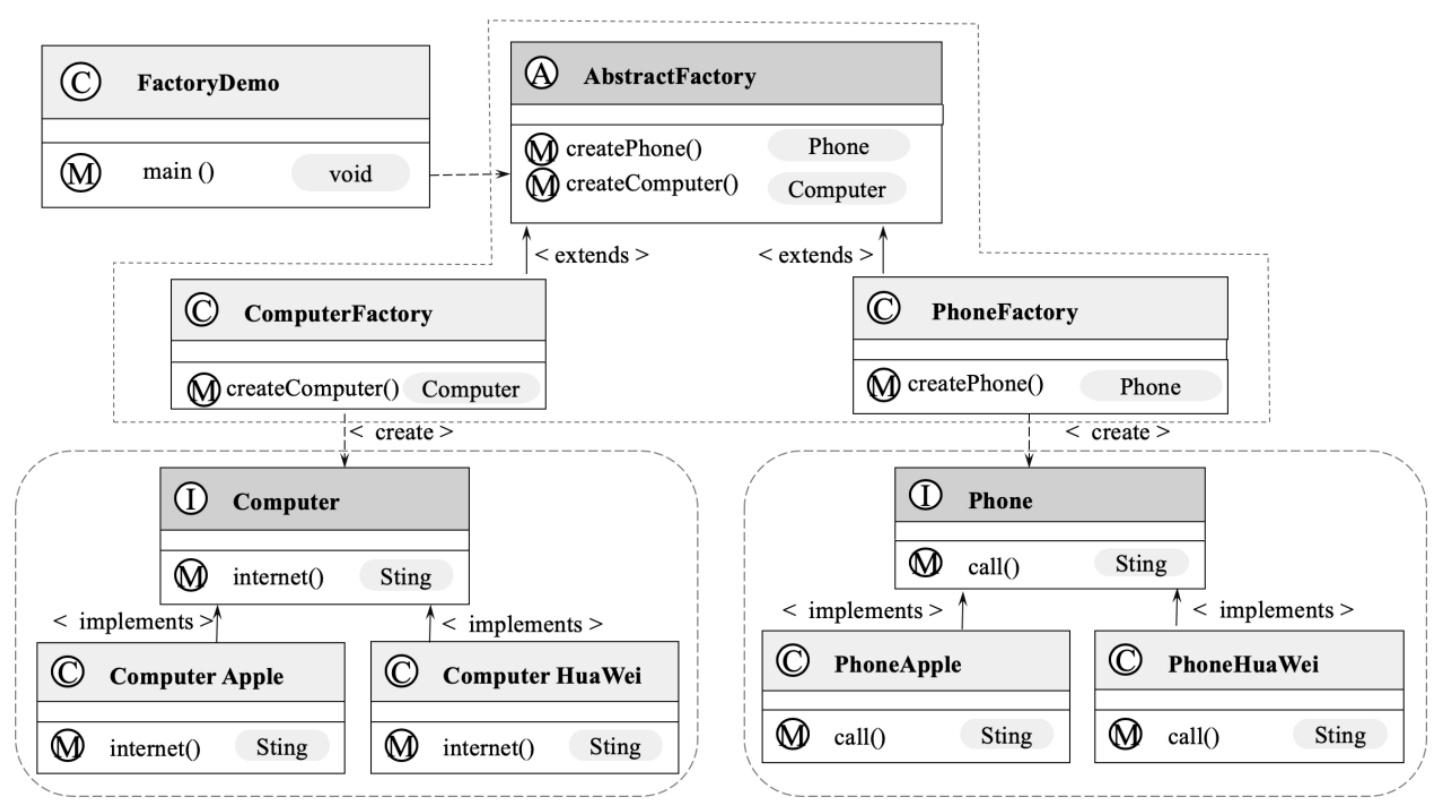 C FactoryDemo
M main () void
A AbstractFactory
M createPhone() Phone
M createComputer() Computer
< extends >
< extends >
C ComputerFactory
M createComputer() Computer
C PhoneFactory
M createPhone() Phone
< create >
< create >
I Computer
M internet() Sting
I Phone
M call() Sting
< implements >
< implements >
< implements >
< implements >
C Computer Apple
M internet() Sting
C Computer HuaWei
M internet() Sting
C PhoneApple
M call() Sting
C PhoneHuaWei
M call() Sting